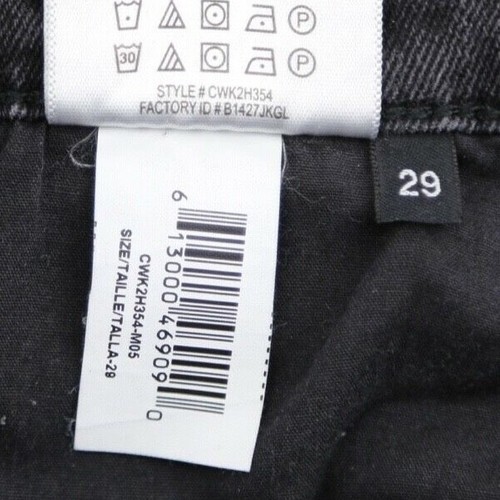 30
P
P
STYLE # CWK2H354
FACTORY ID # B1427JKGL
29
6 13000 46909 0
CWK2H354-M05
SIZE/TAILLE/TALLA-29